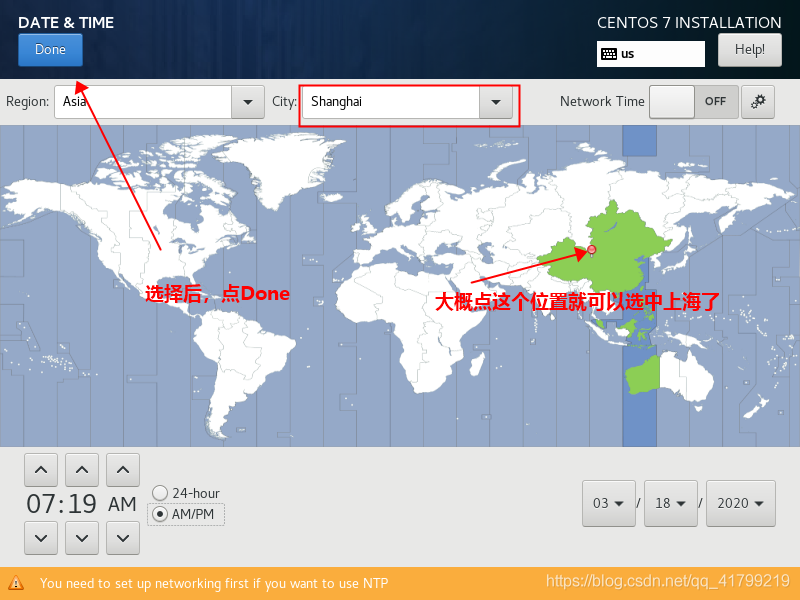 DATE & TIME
CENTOS 7 INSTALLATION
Done
us
Help!
Region:
Asia
City:
Shanghai
Network Time
OFF
选择后，点Done
大概点这个位置就可以选中上海了
07:19 AM
24-hour
AM/PM
03 / 18 / 2020
You need to set up networking first if you want to use NTP
https://blog.csdn.net/qq_41799219